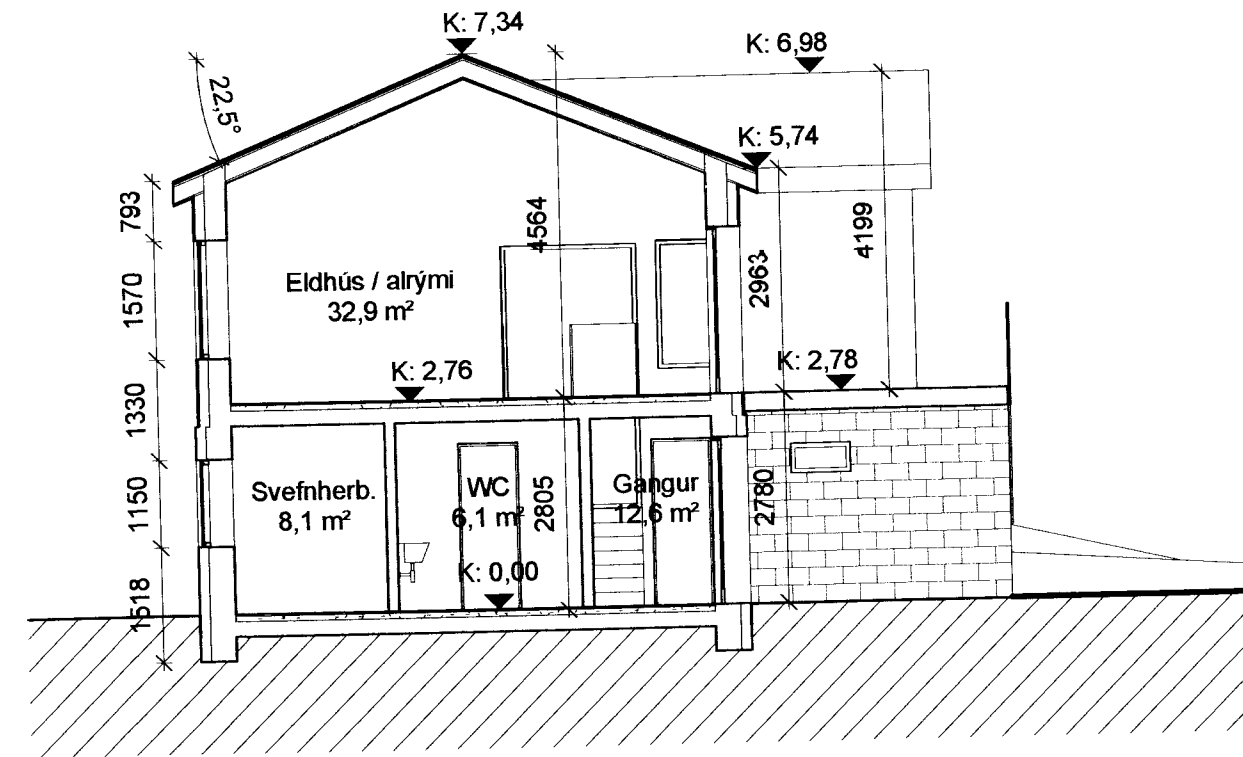 K: 7,34
K: 6,98
22,5°
K: 5,74
793
4564
4199
1570
Eldhús / alrými
32,9 m²
2963
K: 2,76
K: 2,78
1330
1150
Svefnherb.
8,1 m²
WC
6,1 m²
2805
Gangur
12,6 m²
2780
K: 0,00
1518